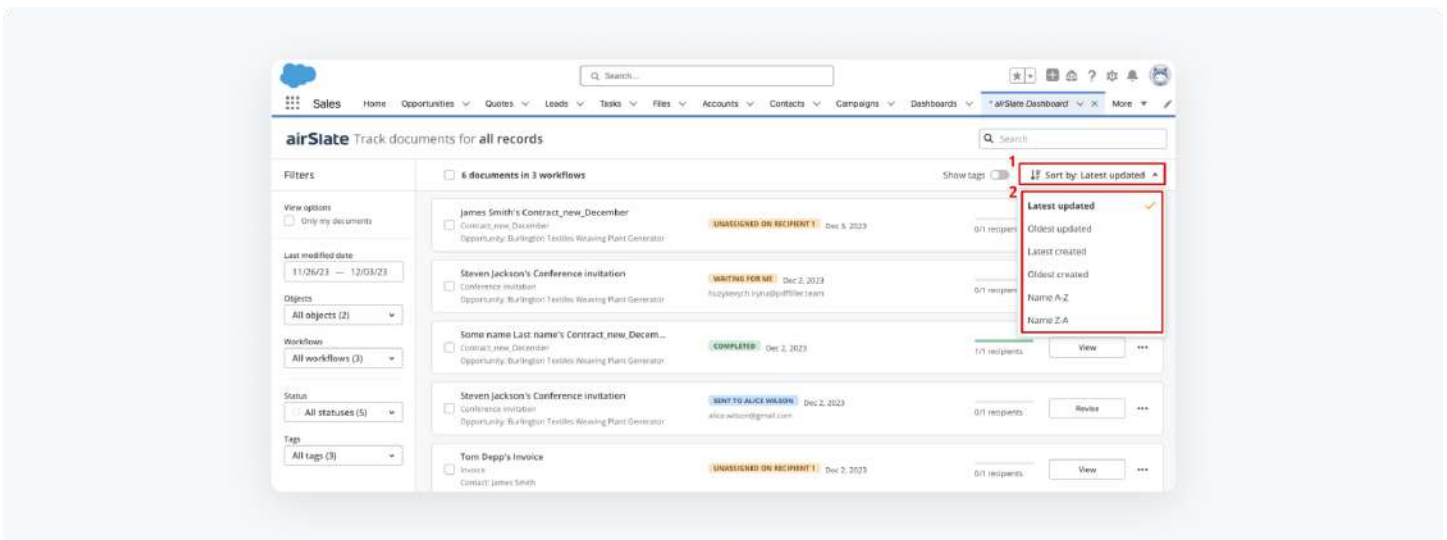 Search...
Sales Home Opportunities Quotes Leads Tasks Files Accounts Contacts Campaigns Dashboards * airSlate Dashboard More
airSlate Track documents for all records
Search
Filters
6 documents in 3 workflows
Show tags
1
Sort by: Latest updated
2
Latest updated
Oldest updated
Latest created
Oldest created
Name A-Z
Name Z-A
View options
Only my documents
Last modified date
11/26/23 — 12/03/23
Objects
All objects (2)
Workflows
All workflows (3)
Status
All statuses (5)
Tags
All tags (3)
James Smith's Contract_new_December
Contract_new_December
Opportunity: Burlington Textiles Weaving Plant Generator
UNASSIGNED ON RECIPIENT 1
0/1 recipien
Steven Jackson's Conference invitation
Conference invitation
Opportunity: Burlington Textiles Weaving Plant Generator
WAITING FOR ME Dec 2, 2023
0/1 recipien
Some name Last name's Contract_new_Decem...
Contract_new_December
Opportunity: Burlington Textiles Weaving Plant Generator
COMPLETED Dec 2, 2023
1/1 recipients
View
Steven Jackson's Conference invitation
Conference invitation
Opportunity: Burlington Textiles Weaving Plant Generator
SENT TO ALICE WILSON Dec 2, 2023
alice.wilson@gmail.com
0/1 recipients
Revise
Tom Depp's Invoice
Invoice
Contact: James Smith
UNASSIGNED ON RECIPIENT 1 Dec 2, 2023
0/1 recipients
View